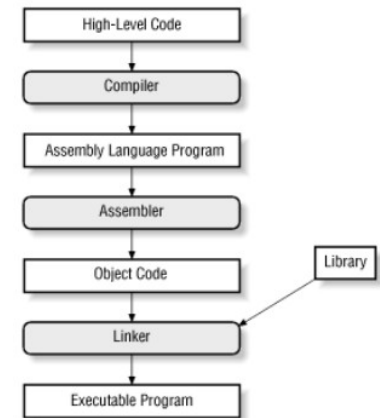 High-Level Code
Compiler
Assembly Language Program
Assembler
Object Code
Library
Linker
Executable Program